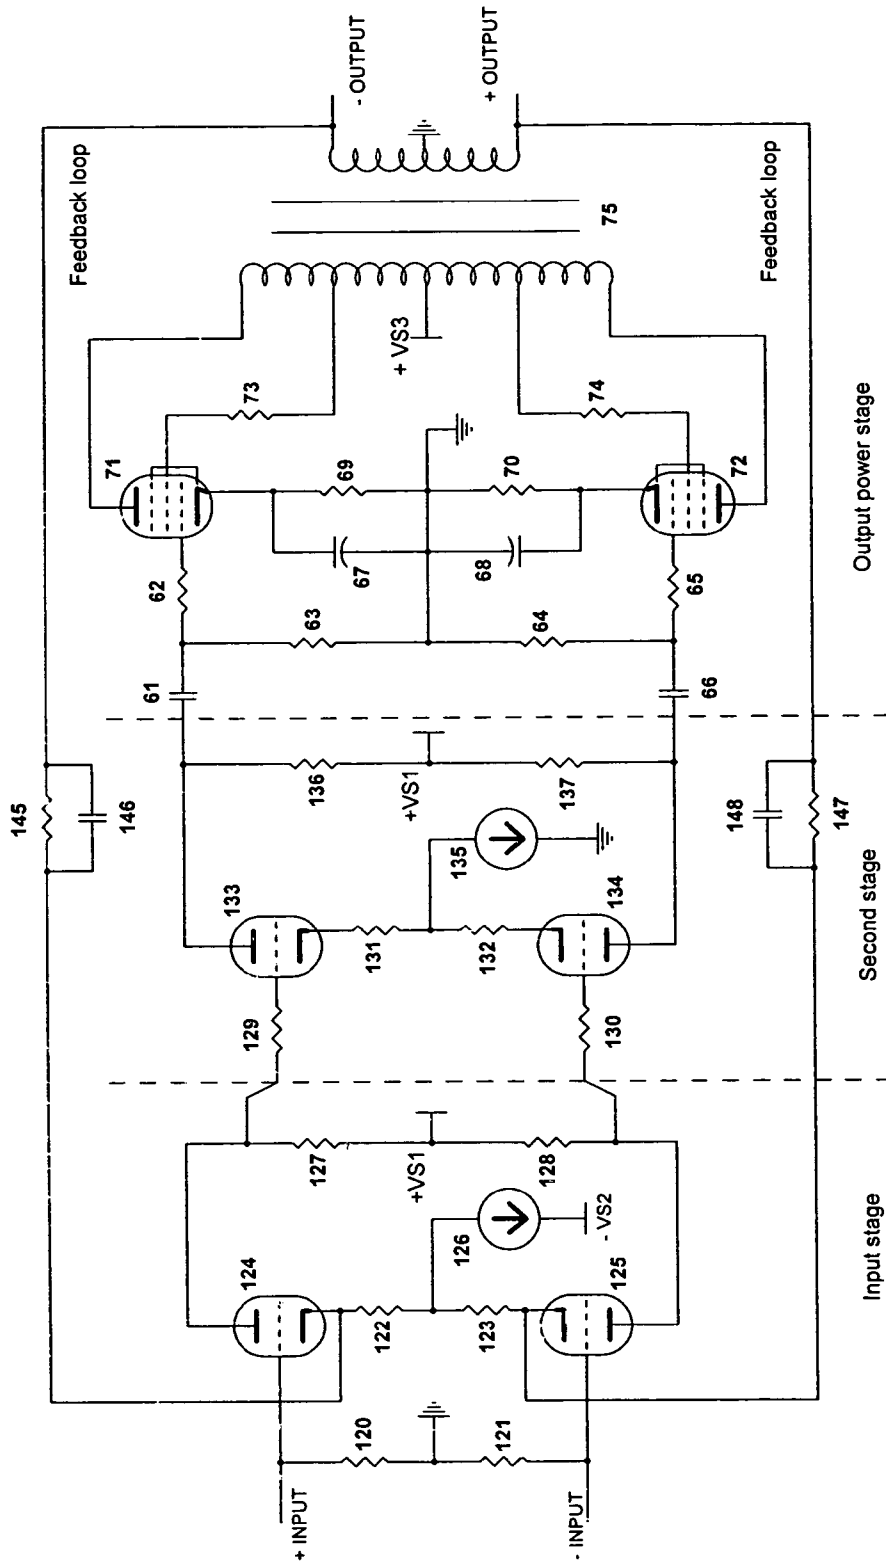 Feedback loop
145
146
71
73
- OUTPUT
62
69
67
63
61
133
136
129
131
124
127
122
+ INPUT
120
+ VS3
75
+VS1
135
+VS1
126
- VS2
+ OUTPUT
70
68
64
74
72
65
66
137
132
134
130
128
123
125
121
- INPUT
148
147
Feedback loop
Input stage
Second stage
Output power stage